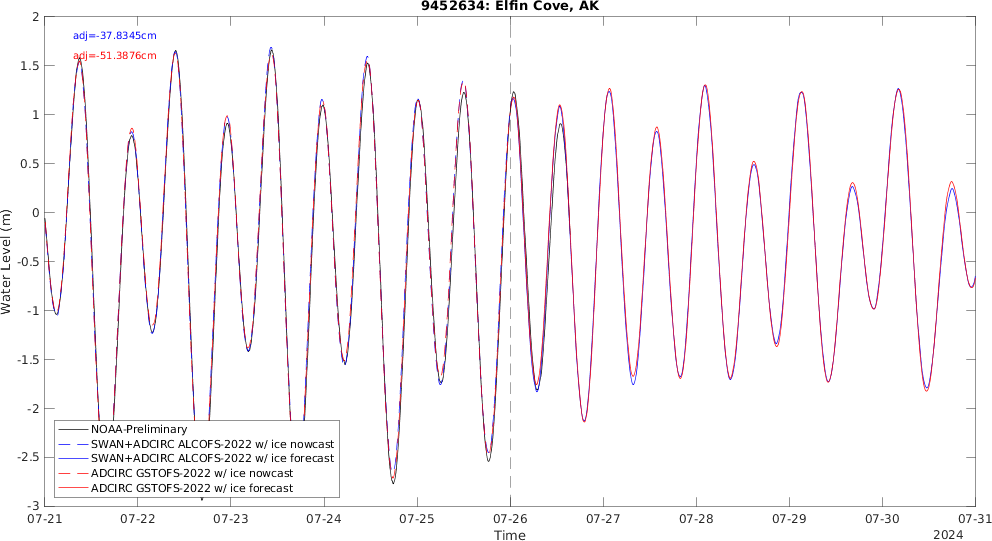 9452634: Elfin Cove, AK
adj=-37.8345cm
adj=-51.3876cm
Water Level (m)
2
1.5
1
0.5
0
-0.5
-1
-1.5
-2
-2.5
-3
NOAA-Preliminary
SWAN+ADCIRC ALCOFS-2022 w/ ice nowcast
SWAN+ADCIRC ALCOFS-2022 w/ ice forecast
ADCIRC GSTOFS-2022 w/ ice nowcast
ADCIRC GSTOFS-2022 w/ ice forecast
07-21 07-22 07-23 07-24 07-25 07-26 07-27 07-28 07-29 07-30 07-31
Time
2024